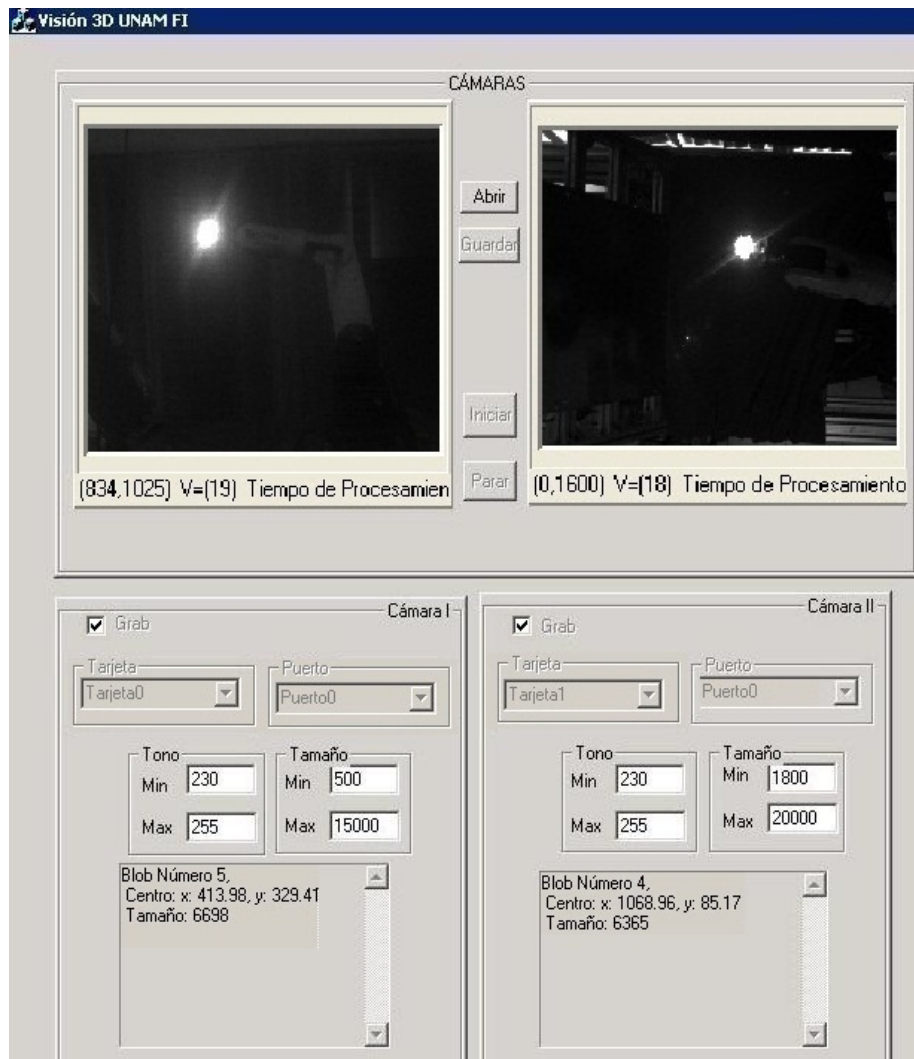 Visión 3D UNAM FI
CÁMARAS
Abrir
Guardar
Iniciar
Parar
(834,1025) V=(19) Tiempo de Procesamien
(0,1600) V=(18) Tiempo de Procesamiento
Cámara I
Grab
Tarjeta
Tarjeta0
Puerto
Puerto0
Tono
Min 230
Max 255
Tamaño
Min 500
Max 15000
Blob Número 5,
Centro: x: 413.98, y: 329.41
Tamaño: 6698
Cámara II
Grab
Tarjeta
Tarjeta1
Puerto
Puerto0
Tono
Min 230
Max 255
Tamaño
Min 1800
Max 20000
Blob Número 4,
Centro: x: 1068.96, y: 85.17
Tamaño: 6365